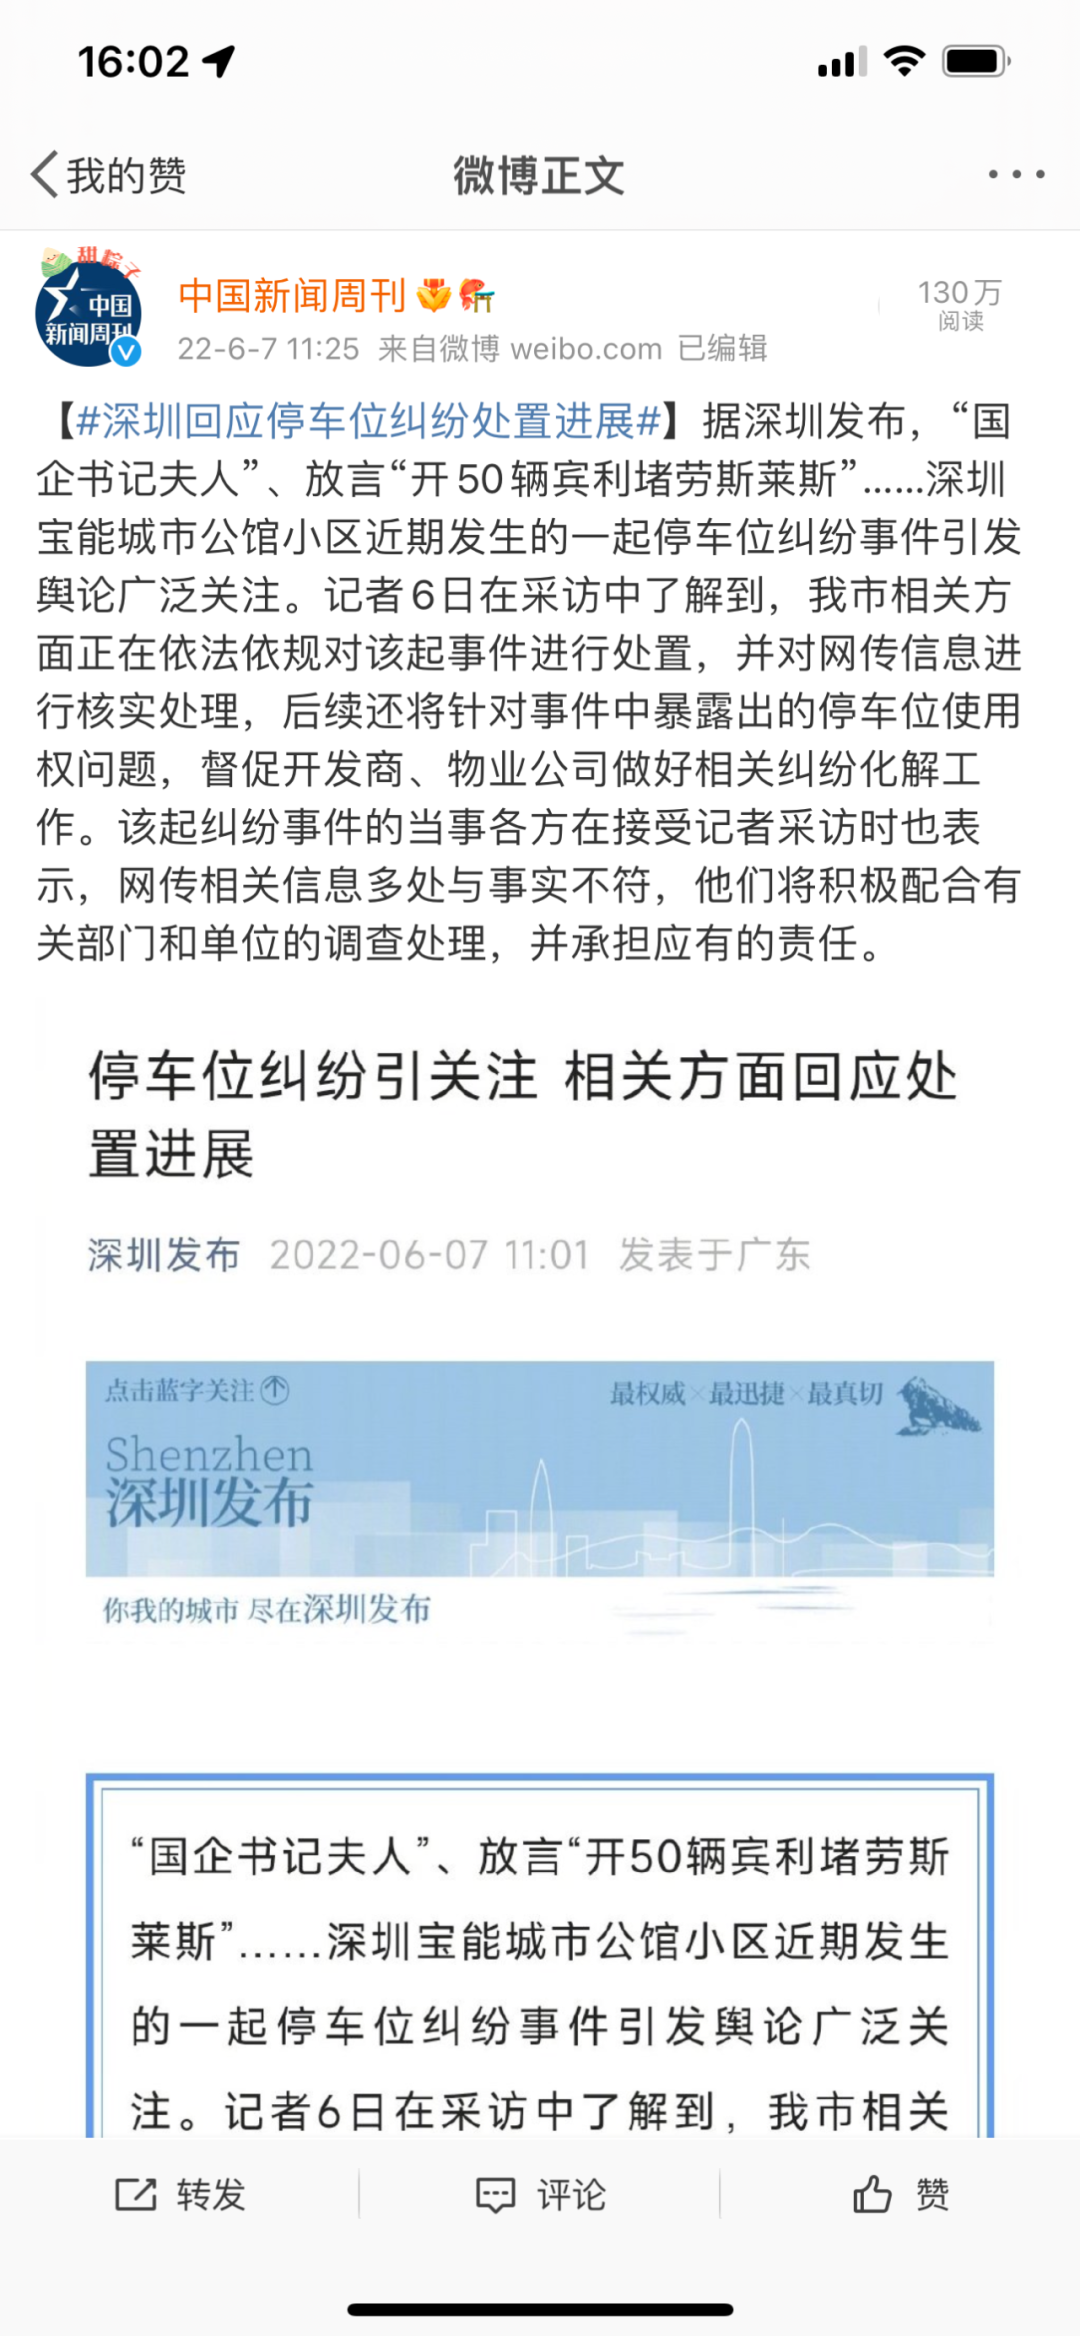 16:02
我的赞
微博正文
甜粽子
中国
新闻周刊
中国新闻周刊
130万
阅读
22-6-7 11:25 来自微博 weibo.com 已编辑
【#深圳回应停车位纠纷处置进展#】据深圳发布，“国
企书记夫人”、放言“开50辆宾利堵劳斯莱斯”……深圳
宝能城市公馆小区近期发生的一起停车位纠纷事件引发
舆论广泛关注。记者6日在采访中了解到，我市相关方
面正在依法依规对该起事件进行处置，并对网传信息进
行核实处理，后续还将针对事件中暴露出的停车位使用
权问题，督促开发商、物业公司做好相关纠纷化解工
作。该起纠纷事件的当事各方在接受记者采访时也表
示，网传相关信息多处与事实不符，他们将积极配合有
关部门和单位的调查处理，并承担应有的责任。
停车位纠纷引关注 相关方面回应处
置进展
深圳发布 2022-06-07 11:01 发表于广东
点击蓝字关注
最权威×最迅捷×最真切
Shenzhen
深圳发布
你我的城市 尽在深圳发布
“国企书记夫人”、放言“开50辆宾利堵劳斯
莱斯”……深圳宝能城市公馆小区近期发生
的一起停车位纠纷事件引发舆论广泛关
注。记者6日在采访中了解到，我市相关
转发
评论
赞